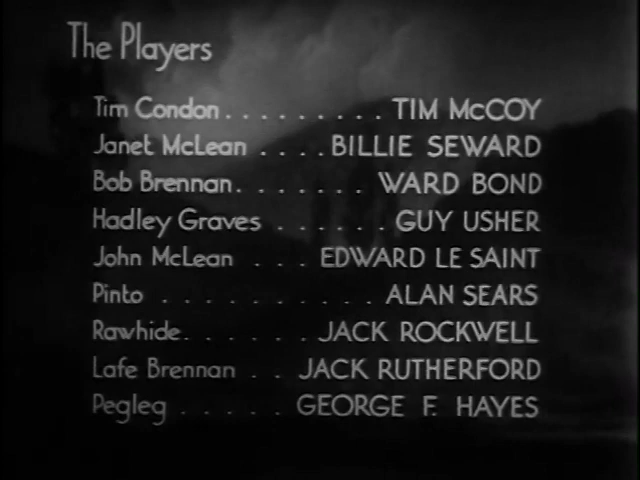 The Players
Tim Condon . . . . . . . . . TIM McCOY
Janet McLean . . . . BILLIE SEWARD
Bob Brennan . . . . . . . WARD BOND
Hadley Graves . . . . . . GUY USHER
John McLean . . . EDWARD LE SAINT
Pinto . . . . . . . . . . . ALAN SEARS
Rawhide . . . . . . JACK ROCKWELL
Lafe Brennan . . JACK RUTHERFORD
Pegleg . . . . . GEORGE F. HAYES